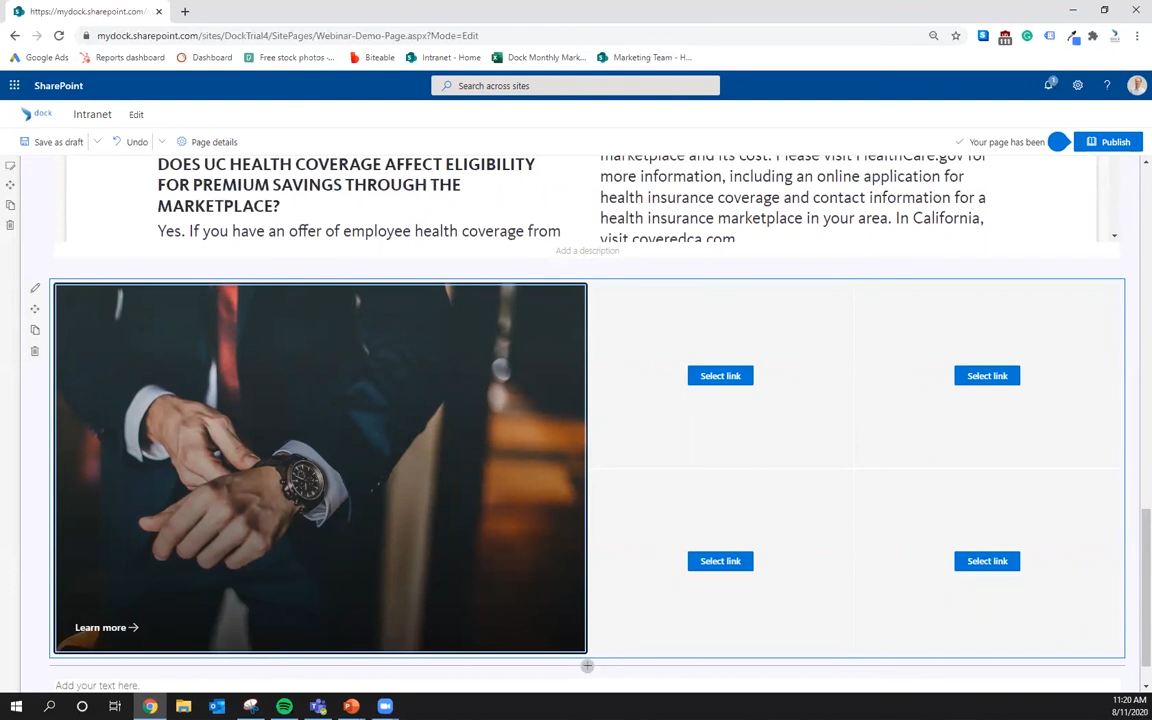 https://mydock.sharepoint.com/
mydock.sharepoint.com/sites/DockTrial4/SitePages/Webinar-Demo-Page.aspx?Mode=Edit
Google Ads
Reports dashboard
Dashboard
Free stock photos -...
Biteable
Intranet - Home
Dock Monthly Mark...
Marketing Team - H...
SharePoint
Search across sites
1
dock
Intranet
Edit
Save as draft
Undo
Page details
Your page has been
Publish
DOES UC HEALTH COVERAGE AFFECT ELIGIBILITY
FOR PREMIUM SAVINGS THROUGH THE
MARKETPLACE?
Yes. If you have an offer of employee health coverage from
marketplace and its cost. Please visit HealthCare.gov for
more information, including an online application for
health insurance coverage and contact information for a
health insurance marketplace in your area. In California,
visit coveredca.com
Add a description
Select link
Select link
Select link
Select link
Learn more
Add your text here.
11:20 AM
8/11/2020